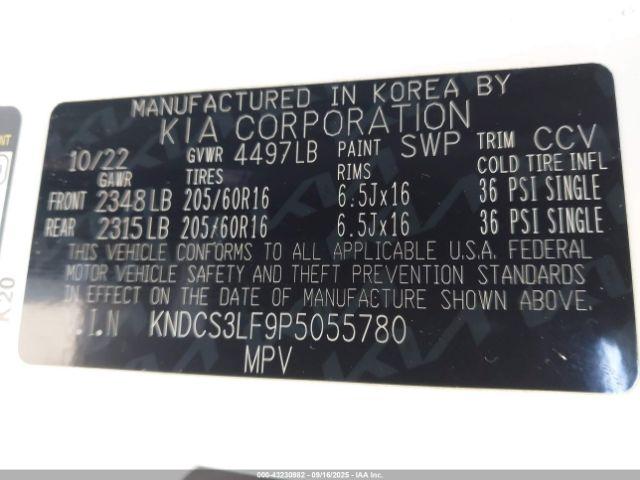 MANUFACTURED IN KOREA BY
KIA CORPORATION
10/22 GVWR 4497LB PAINT SWP TRIM CCV
GAWR TIRES RIMS COLD TIRE INFL
FRONT 2348LB 205/60R16 6.5Jx16 36 PSI SINGLE
REAR 2315LB 205/60R16 6.5Jx16 36 PSI SINGLE
THIS VEHICLE CONFORMS TO ALL APPLICABLE U.S.A. FEDERAL
MOTOR VEHICLE SAFETY AND THEFT PREVENTION STANDARDS
IN EFFECT ON THE DATE OF MANUFACTURE SHOWN ABOVE.
V.I.N KNDCS3LF9P5055780
MPV
K20
000-43230982 - 09/16/2025 - IAA Inc.